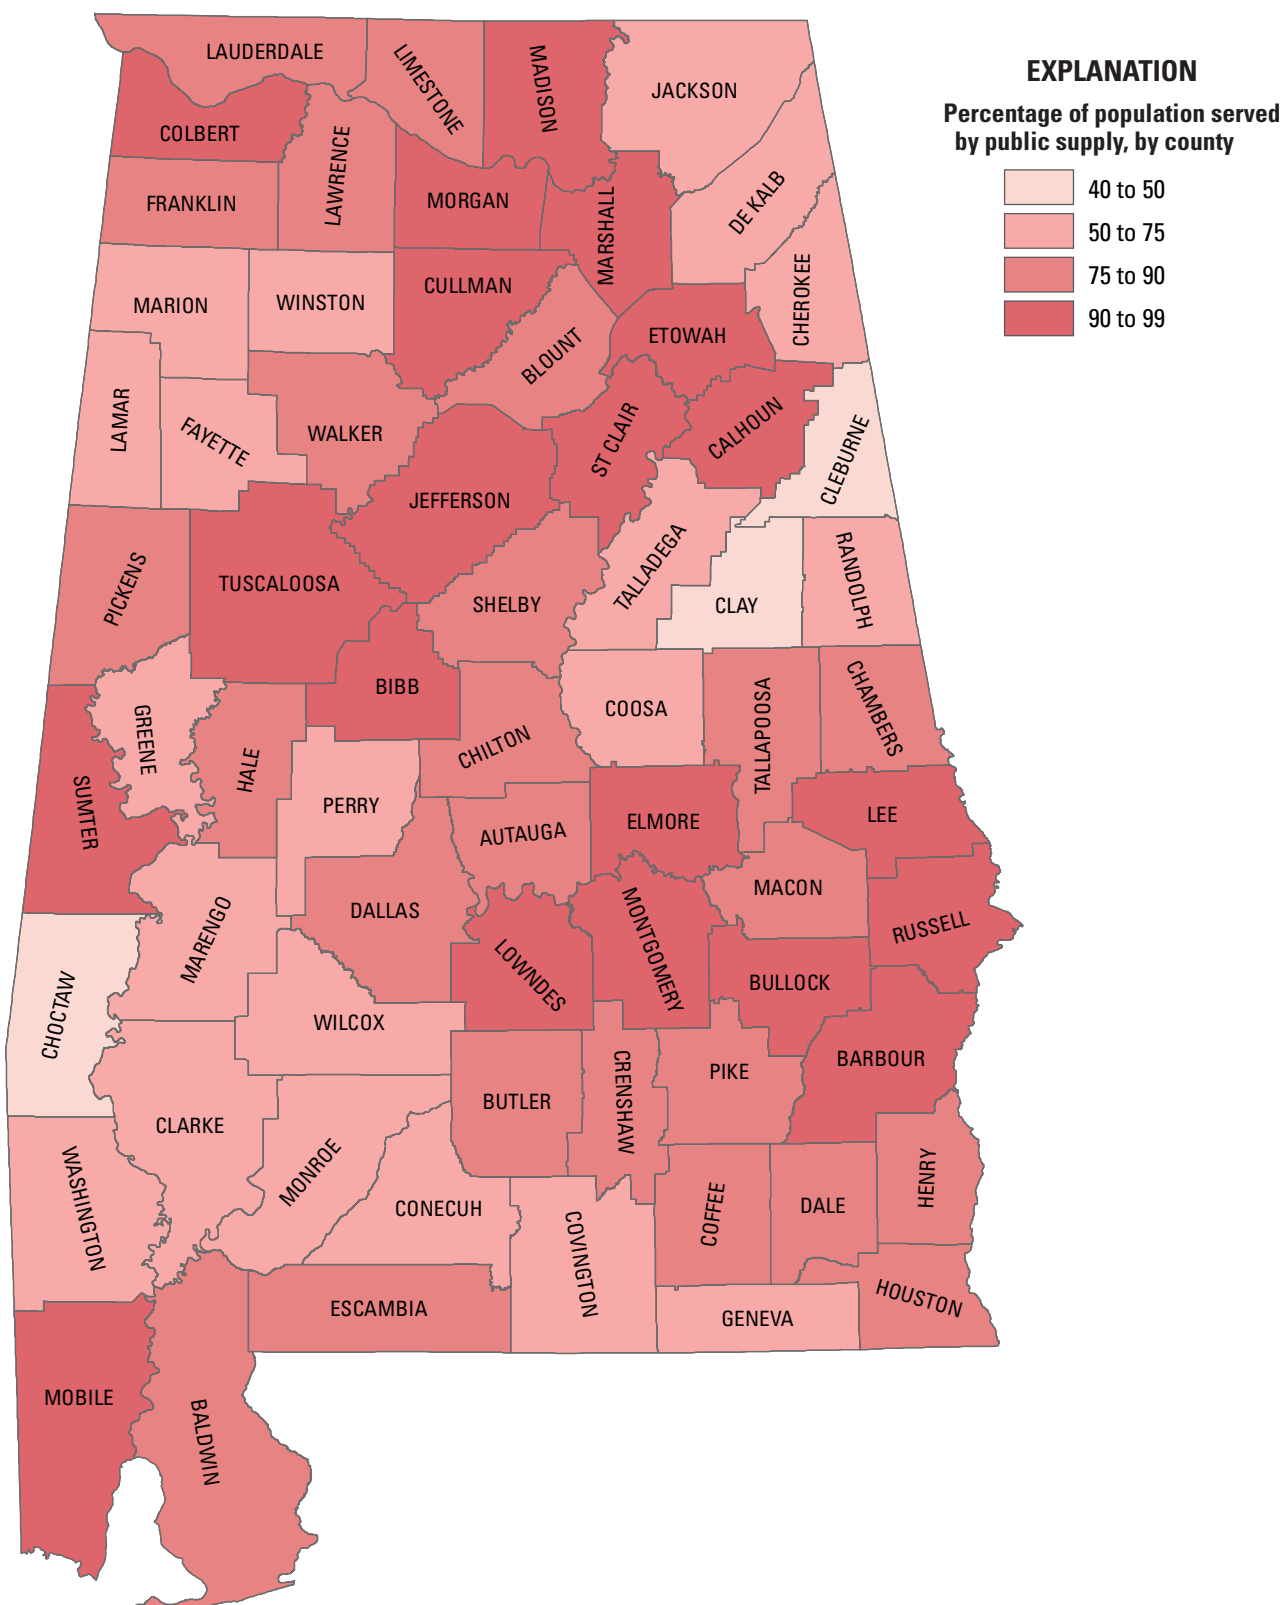 EXPLANATION
Percentage of population served
by public supply, by county
40 to 50
50 to 75
75 to 90
90 to 99
LAUDERDALE
LIMESTONE
MADISON
JACKSON
COLBERT
LAWRENCE
FRANKLIN
MORGAN
MARSHALL
DE KALB
MARION
WINSTON
CULLMAN
BLOUNT
ETOWAH
CHEROKEE
LAMAR
FAYETTE
WALKER
JEFFERSON
ST CLAIR
CALHOUN
CLEBURNE
PICKENS
TUSCALOOSA
SHELBY
TALLADEGA
CLAY
RANDOLPH
BIBB
GREENE
HALE
CHILTON
COOSA
TALLAPOOSA
CHAMBERS
SUMTER
PERRY
AUTAUGA
ELMORE
LEE
MARENGO
DALLAS
MACON
LOWNDES
MONTGOMERY
RUSSELL
BULLOCK
CHOCTAW
WILCOX
BUTLER
CRENSHAW
PIKE
BARBOUR
CLARKE
WASHINGTON
MONROE
CONECUH
COVINGTON
COFFEE
DALE
HENRY
ESCAMBIA
GENEVA
HOUSTON
MOBILE
BALDWIN